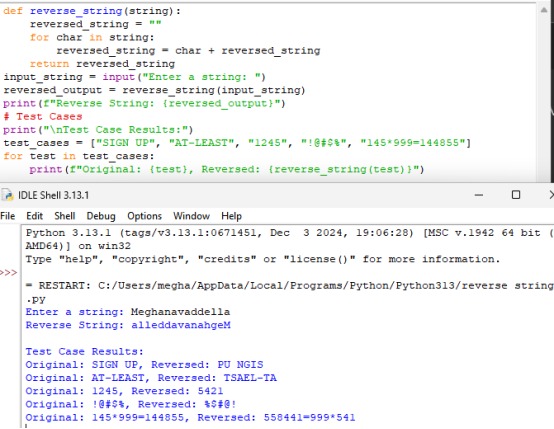 def reverse_string(string):
    reversed_string = ""
    for char in string:
        reversed_string = char + reversed_string
    return reversed_string
input_string = input("Enter a string: ")
reversed_output = reverse_string(input_string)
print(f"Reverse String: {reversed_output}")
# Test Cases
print("\nTest Case Results:")
test_cases = ["SIGN UP", "AT-LEAST", "1245", "!@#$%", "145*999=144855"]
for test in test_cases:
    print(f"Original: {test}, Reversed: {reverse_string(test)}")
IDLE Shell 3.13.1
File Edit Shell Debug Options Window Help
Python 3.13.1 (tags/v3.13.1:0671451, Dec  3 2024, 19:06:28) [MSC v.1942 64 bit (
AMD64)] on win32
Type "help", "copyright", "credits" or "license()" for more information.
>>>
= RESTART: C:/Users/megha/AppData/Local/Programs/Python/Python313/reverse string
.py
Enter a string: Meghanavaddella
Reverse String: alleddavanahgeM
Test Case Results:
Original: SIGN UP, Reversed: PU NGIS
Original: AT-LEAST, Reversed: TSAEL-TA
Original: 1245, Reversed: 5421
Original: !@#$%, Reversed: %$#@!
Original: 145*999=144855, Reversed: 558441=999*541